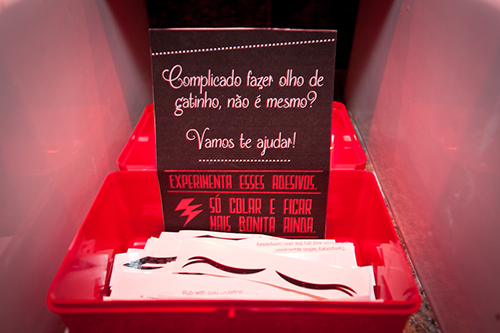 Complicado fazer olho de
gatinho, não é mesmo?
Vamos te ajudar!
EXPERIMENTA ESSES ADESIVOS.
SÓ COLAR E FICAR
MAIS BONITA AINDA.